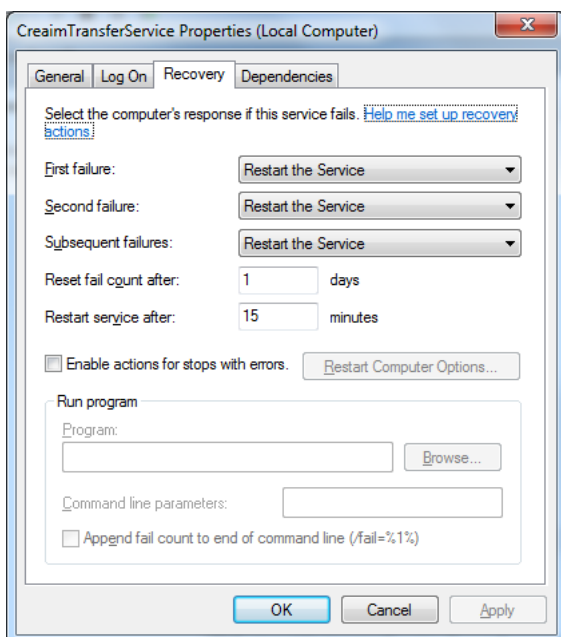 CreaimTransferService Properties (Local Computer)
General Log On Recovery Dependencies
Select the computer's response if this service fails. Help me set up recovery
actions.
First failure: Restart the Service
Second failure: Restart the Service
Subsequent failures: Restart the Service
Reset fail count after: 1 days
Restart service after: 15 minutes
Enable actions for stops with errors. Restart Computer Options...
Run program
Program:
Browse...
Command line parameters:
Append fail count to end of command line (/fail=%1%)
OK Cancel Apply